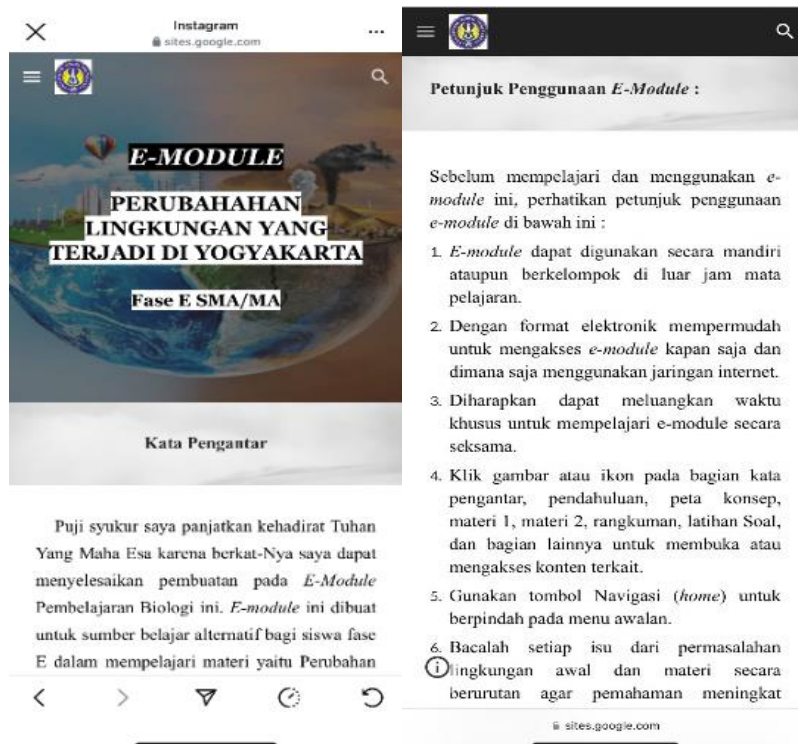 Instagram
sites.google.com
E-MODULE
PERUBAHAHAN
LINGKUNGAN YANG
TERJADI DI YOGYAKARTA
Fase E SMA/MA
Kata Pengantar
Puji syukur saya panjatkan kehadirat Tuhan
Yang Maha Esa karena berkat-Nya saya dapat
menyelesaikan pembuatan pada E-Module
Pembelajaran Biologi ini. E-module ini dibuat
untuk sumber belajar alternatif bagi siswa fase
E dalam mempelajari materi yaitu Perubahan
Petunjuk Penggunaan E-Module :
Sebelum mempelajari dan menggunakan e-
module ini, perhatikan petunjuk penggunaan
e-module di bawah ini :
1. E-module dapat digunakan secara mandiri
ataupun berkelompok di luar jam mata
pelajaran.
2. Dengan format elektronik mempermudah
untuk mengakses e-module kapan saja dan
dimana saja menggunakan jaringan internet.
3. Diharapkan dapat meluangkan waktu
khusus untuk mempelajari e-module secara
seksama.
4. Klik gambar atau ikon pada bagian kata
pengantar, pendahuluan, peta konsep,
materi 1, materi 2, rangkuman, latihan Soal,
dan bagian lainnya untuk membuka atau
mengakses konten terkait.
5. Gunakan tombol Navigasi (home) untuk
berpindah pada menu awalan.
6. Bacalah setiap isu dari permasalahan
lingkungan awal dan materi secara
berurutan agar pemahaman meningkat
sites.google.com